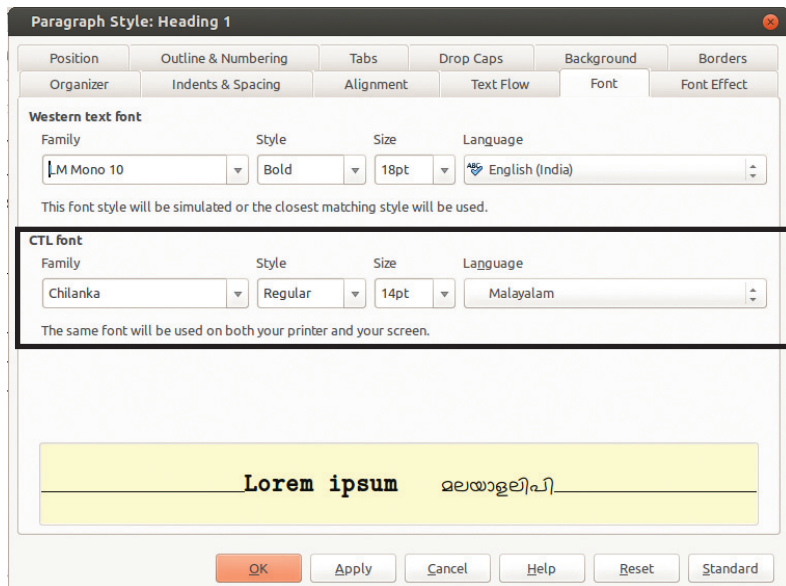 Paragraph Style: Heading 1
Position Outline & Numbering Tabs Drop Caps Background Borders
Organizer Indents & Spacing Alignment Text Flow Font Font Effect
Western text font
Family Style Size Language
LM Mono 10 Bold 18pt English (India)
This font style will be simulated or the closest matching style will be used.
CTL font
Family Style Size Language
Chilanka Regular 14pt Malayalam
The same font will be used on both your printer and your screen.
Lorem ipsum മലയാളലിപി
OK Apply Cancel Help Reset Standard